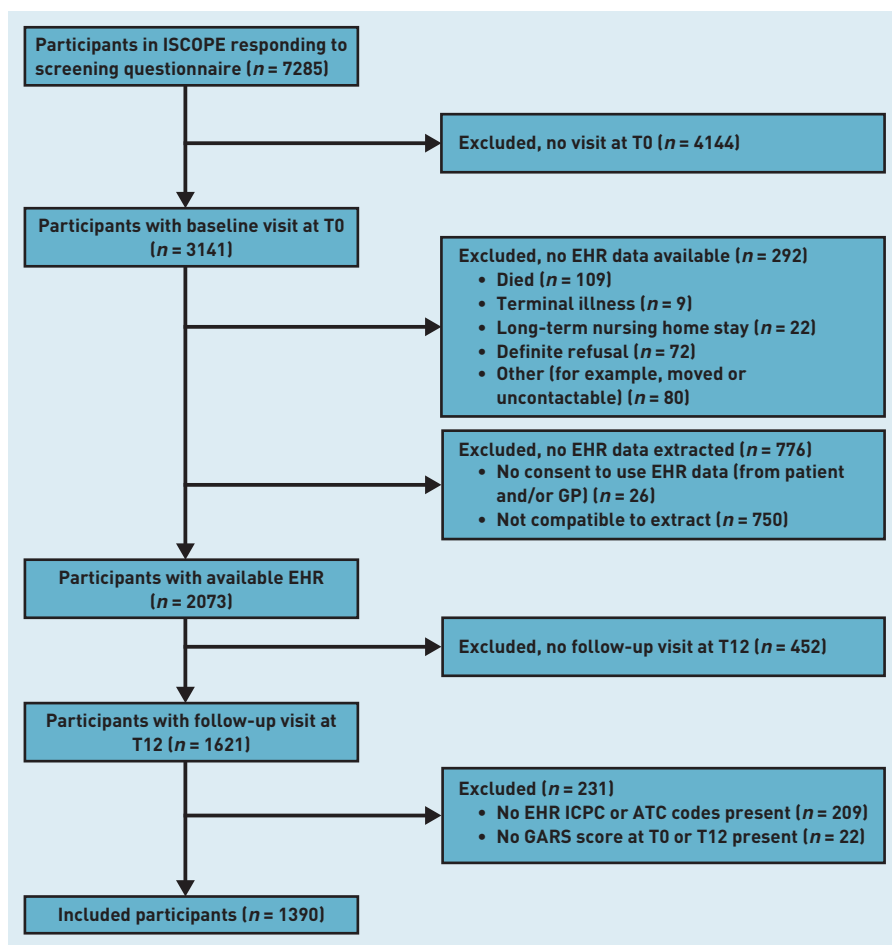 Participants in ISCOPE responding to
screening questionnaire (n = 7285)
Excluded, no visit at T0 (n = 4144)
Participants with baseline visit at T0
(n = 3141)
Excluded, no EHR data available (n = 292)
• Died (n = 109)
• Terminal illness (n = 9)
• Long-term nursing home stay (n = 22)
• Definite refusal (n = 72)
• Other (for example, moved or
uncontactable) (n = 80)
Excluded, no EHR data extracted (n = 776)
• No consent to use EHR data (from patient
and/or GP) (n = 26)
• Not compatible to extract (n = 750)
Participants with available EHR
(n = 2073)
Excluded, no follow-up visit at T12 (n = 452)
Participants with follow-up visit at
T12 (n = 1621)
Excluded (n = 231)
• No EHR ICPC or ATC codes present (n = 209)
• No GARS score at T0 or T12 present (n = 22)
Included participants (n = 1390)